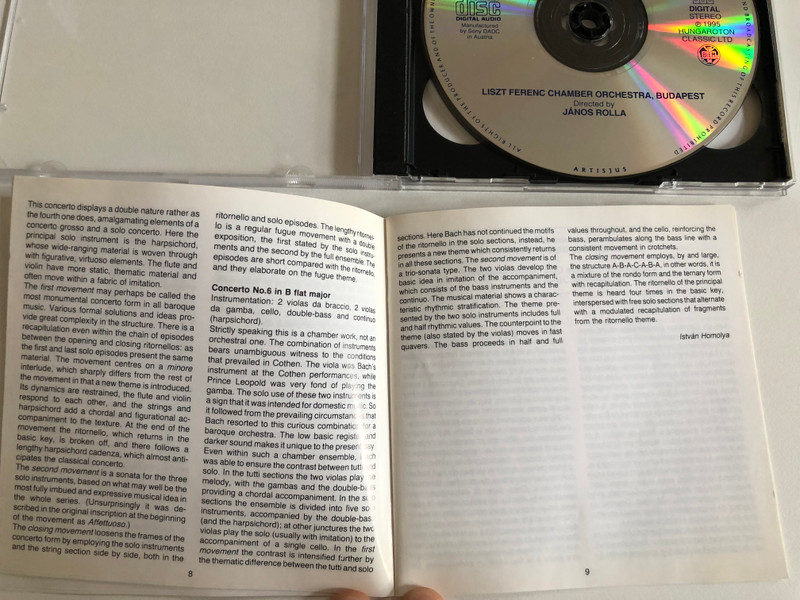 disc
DIGITAL AUDIO
Manufactured
by Sony DADC
in Austria
DIGITAL
STEREO
℗ 1995
HUNGAROTON
CLASSIC LTD
LISZT FERENC CHAMBER ORCHESTRA, BUDAPEST
Directed by
JÁNOS ROLLA
ALL RIGHTS OF THE PRODUCER AND OF THE
BROADCASTING OF THIS RECORD PROHIBITED
ARTISJUS
This concerto displays a double nature rather as
the fourth one does, amalgamating elements of a
concerto grosso and a solo concerto. Here the
principal solo instrument is the harpsichord,
whose wide-ranging material is woven through
with figurative, virtuoso elements. The flute and
violin have more static, thematic material and
often move within a fabric of imitation.
The first movement may perhaps be called the
most monumental concerto form in all baroque
music. Various formal solutions and ideas pro-
vide great complexity in the structure. There is a
recapitulation even within the chain of episodes
between the opening and closing ritornellos: as
the first and last solo episodes present the same
material. The movement centres on a minore
interlude, which sharply differs from the rest of
the movement in that a new theme is introduced.
Its dynamics are restrained, the flute and violin
respond to each other, and the strings and
harpsichord add a chordal and figurational ac-
companiment to the texture. At the end of the
movement the ritornello, which returns in the
basic key, is broken off, and there follows a
lengthy harpsichord cadenza, which almost anti-
cipates the classical concerto.
The second movement is a sonata for the three
solo instruments, based on what may well be the
most fully imbued and expressive musical idea in
the whole series. (Unsurprisingly it was de-
scribed in the original inscription at the beginning
of the movement as Affettuoso.)
The closing movement loosens the frames of the
concerto form by employing the solo instruments
and the string section side by side, both in the
ritornello and solo episodes. The lengthy ritornel-
lo is a regular fugue movement with a double
exposition, the first stated by the solo instru-
ments and the second by the full ensemble. The
episodes are short compared with the ritornello,
and they elaborate on the fugue theme.
Concerto No.6 in B flat major
Instrumentation: 2 violas da braccio, 2 violas
da gamba, cello, double-bass and continuo
(harpsichord).
Strictly speaking this is a chamber work, not an
orchestral one. The combination of instruments
bears unambiguous witness to the conditions
that prevailed in Cothen. The viola was Bach's
instrument at the Cothen performances, while
Prince Leopold was very fond of playing the
gamba. The solo use of these two instruments is
a sign that it was intended for domestic music. So
it followed from the prevailing circumstances that
Bach resorted to this curious combination for a
baroque orchestra. The low basic register and
darker sound makes it unique to the present day.
Even within such a chamber ensemble, Bach
was able to ensure the contrast between tutti and
solo. In the tutti sections the two violas play the
melody, with the gambas and the double-bass
providing a chordal accompaniment. In the solo
sections the ensemble is divided into five solo
instruments, accompanied by the double-bass
(and the harpsichord); at other junctures the two
violas play the solo (usually with imitation) to the
accompaniment of a single cello. In the first
movement the contrast is intensified further by
the thematic difference between the tutti and solo
8
sections. Here Bach has not continued the motifs
of the ritornello in the solo sections, instead, he
presents a new theme which consistently returns
in all these sections. The second movement is of
a trio-sonata type. The two violas develop the
basic idea in imitation of the accompaniment,
which consists of the bass instruments and the
continuo. The musical material shows a charac-
teristic rhythmic stratification. The theme pre-
sented by the two solo instruments includes full
and half rhythmic values. The counterpoint to the
theme (also stated by the violas) moves in fast
quavers. The bass proceeds in half and full
values throughout, and the cello, reinforcing the
bass, perambulates along the bass line with a
consistent movement in crotchets.
The closing movement employs, by and large,
the structure A-B-A-C-A-B-A, in other words, it is
a mixture of the rondo form and the ternary form
with recapitulation. The ritornello of the principal
theme is heard four times in the basic key,
interspersed with free solo sections that alternate
with a modulated recapitulation of fragments
from the ritornello theme.
István Homolya
9